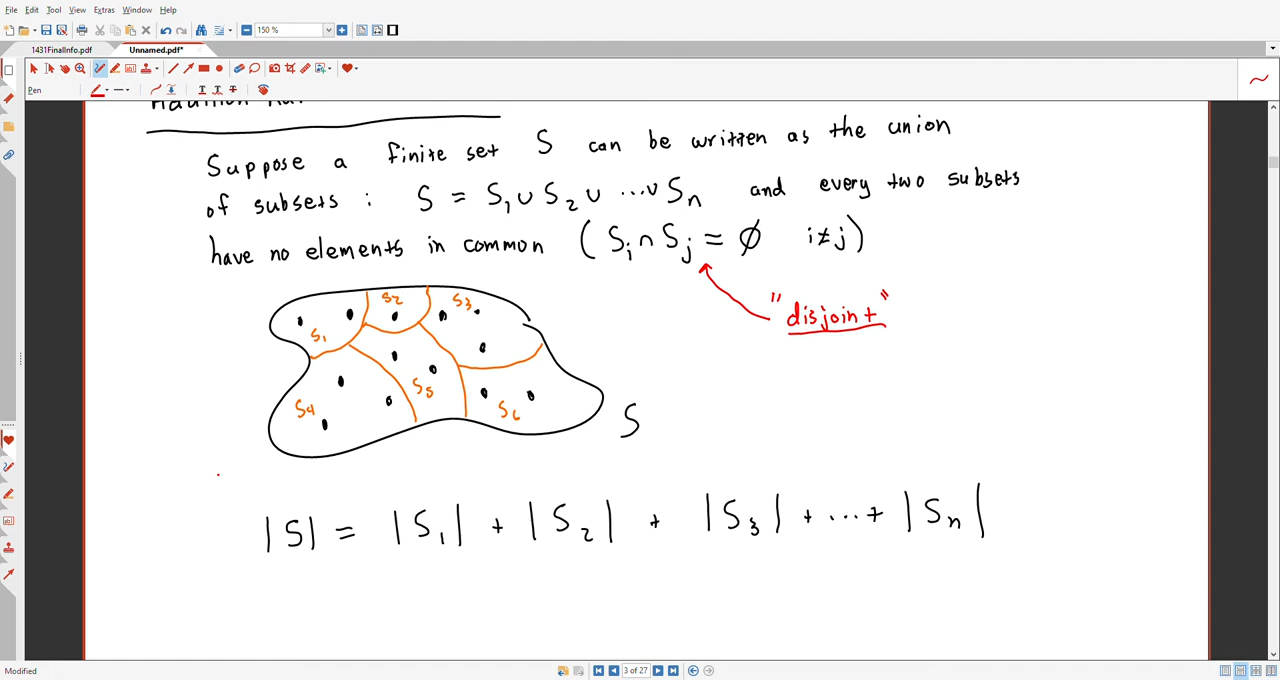 File Edit View Extras Window Help
150 %
1431FinalInfo.pdf Unnamed.pdf*
Pen
Suppose a finite set S can be written as the union
of subsets : S = S₁ ∪ S₂ ∪ ... ∪ Sₙ and every two subsets
have no elements in common ( Sᵢ ∩ Sⱼ = ∅ i≠j )
"disjoint"
S₁ S₂ S₃
S₄ S₅ S₆
S
|S| = |S₁| + |S₂| + |S₃| + ... + |Sₙ|
Modified
3 of 27